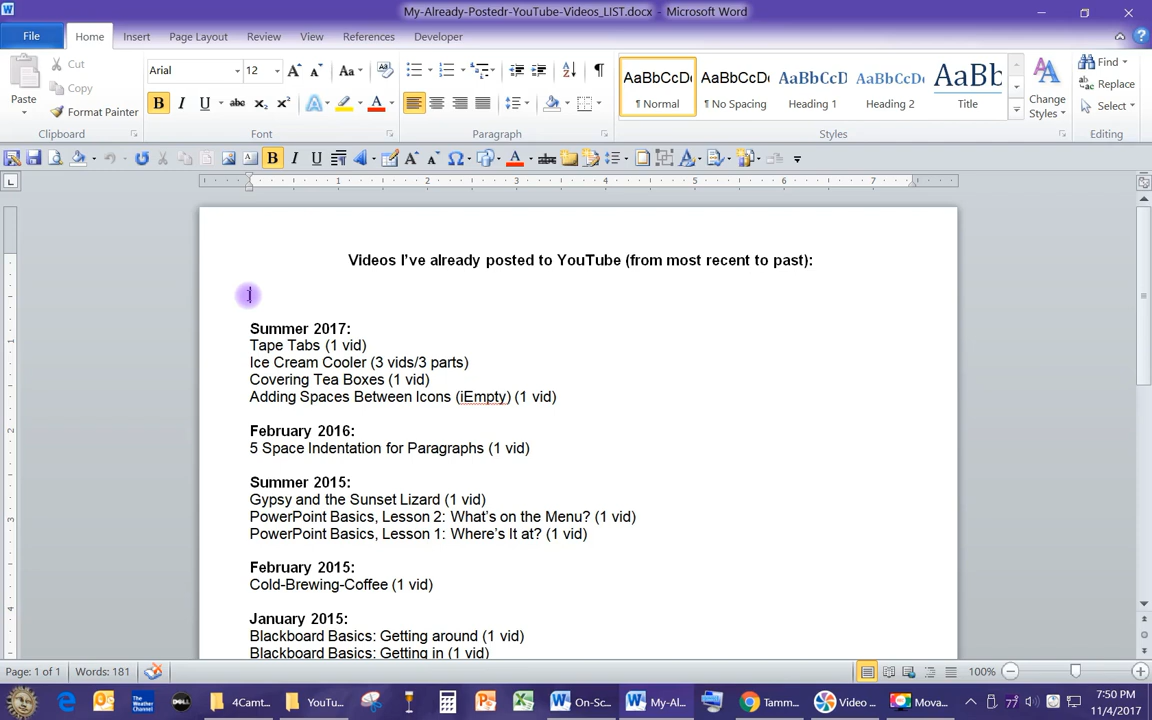 My-Already-Postedr-YouTube-Videos_LIST.docx - Microsoft Word
File Home Insert Page Layout Review View References Developer
Paste
Cut
Copy
Format Painter
Arial 12
AaBbCcDc AaBbCcDc AaBbCcD AaBbCcDc AaBb
¶ Normal ¶ No Spacing Heading 1 Heading 2 Title
Change Styles
Find
Replace
Select
Clipboard Font Paragraph Styles Editing
1 2 3 4 5 6 7
Videos I've already posted to YouTube (from most recent to past):
Summer 2017:
Tape Tabs (1 vid)
Ice Cream Cooler (3 vids/3 parts)
Covering Tea Boxes (1 vid)
Adding Spaces Between Icons (iEmpty) (1 vid)
February 2016:
5 Space Indentation for Paragraphs (1 vid)
Summer 2015:
Gypsy and the Sunset Lizard (1 vid)
PowerPoint Basics, Lesson 2: What's on the Menu? (1 vid)
PowerPoint Basics, Lesson 1: Where's It at? (1 vid)
February 2015:
Cold-Brewing-Coffee (1 vid)
January 2015:
Blackboard Basics: Getting around (1 vid)
Blackboard Basics: Getting in (1 vid)
Page: 1 of 1 Words: 181 100%
4Camt... YouTu... On-Sc... My-Al... Tamm... Video ... Mova... 7:50 PM
11/4/2017